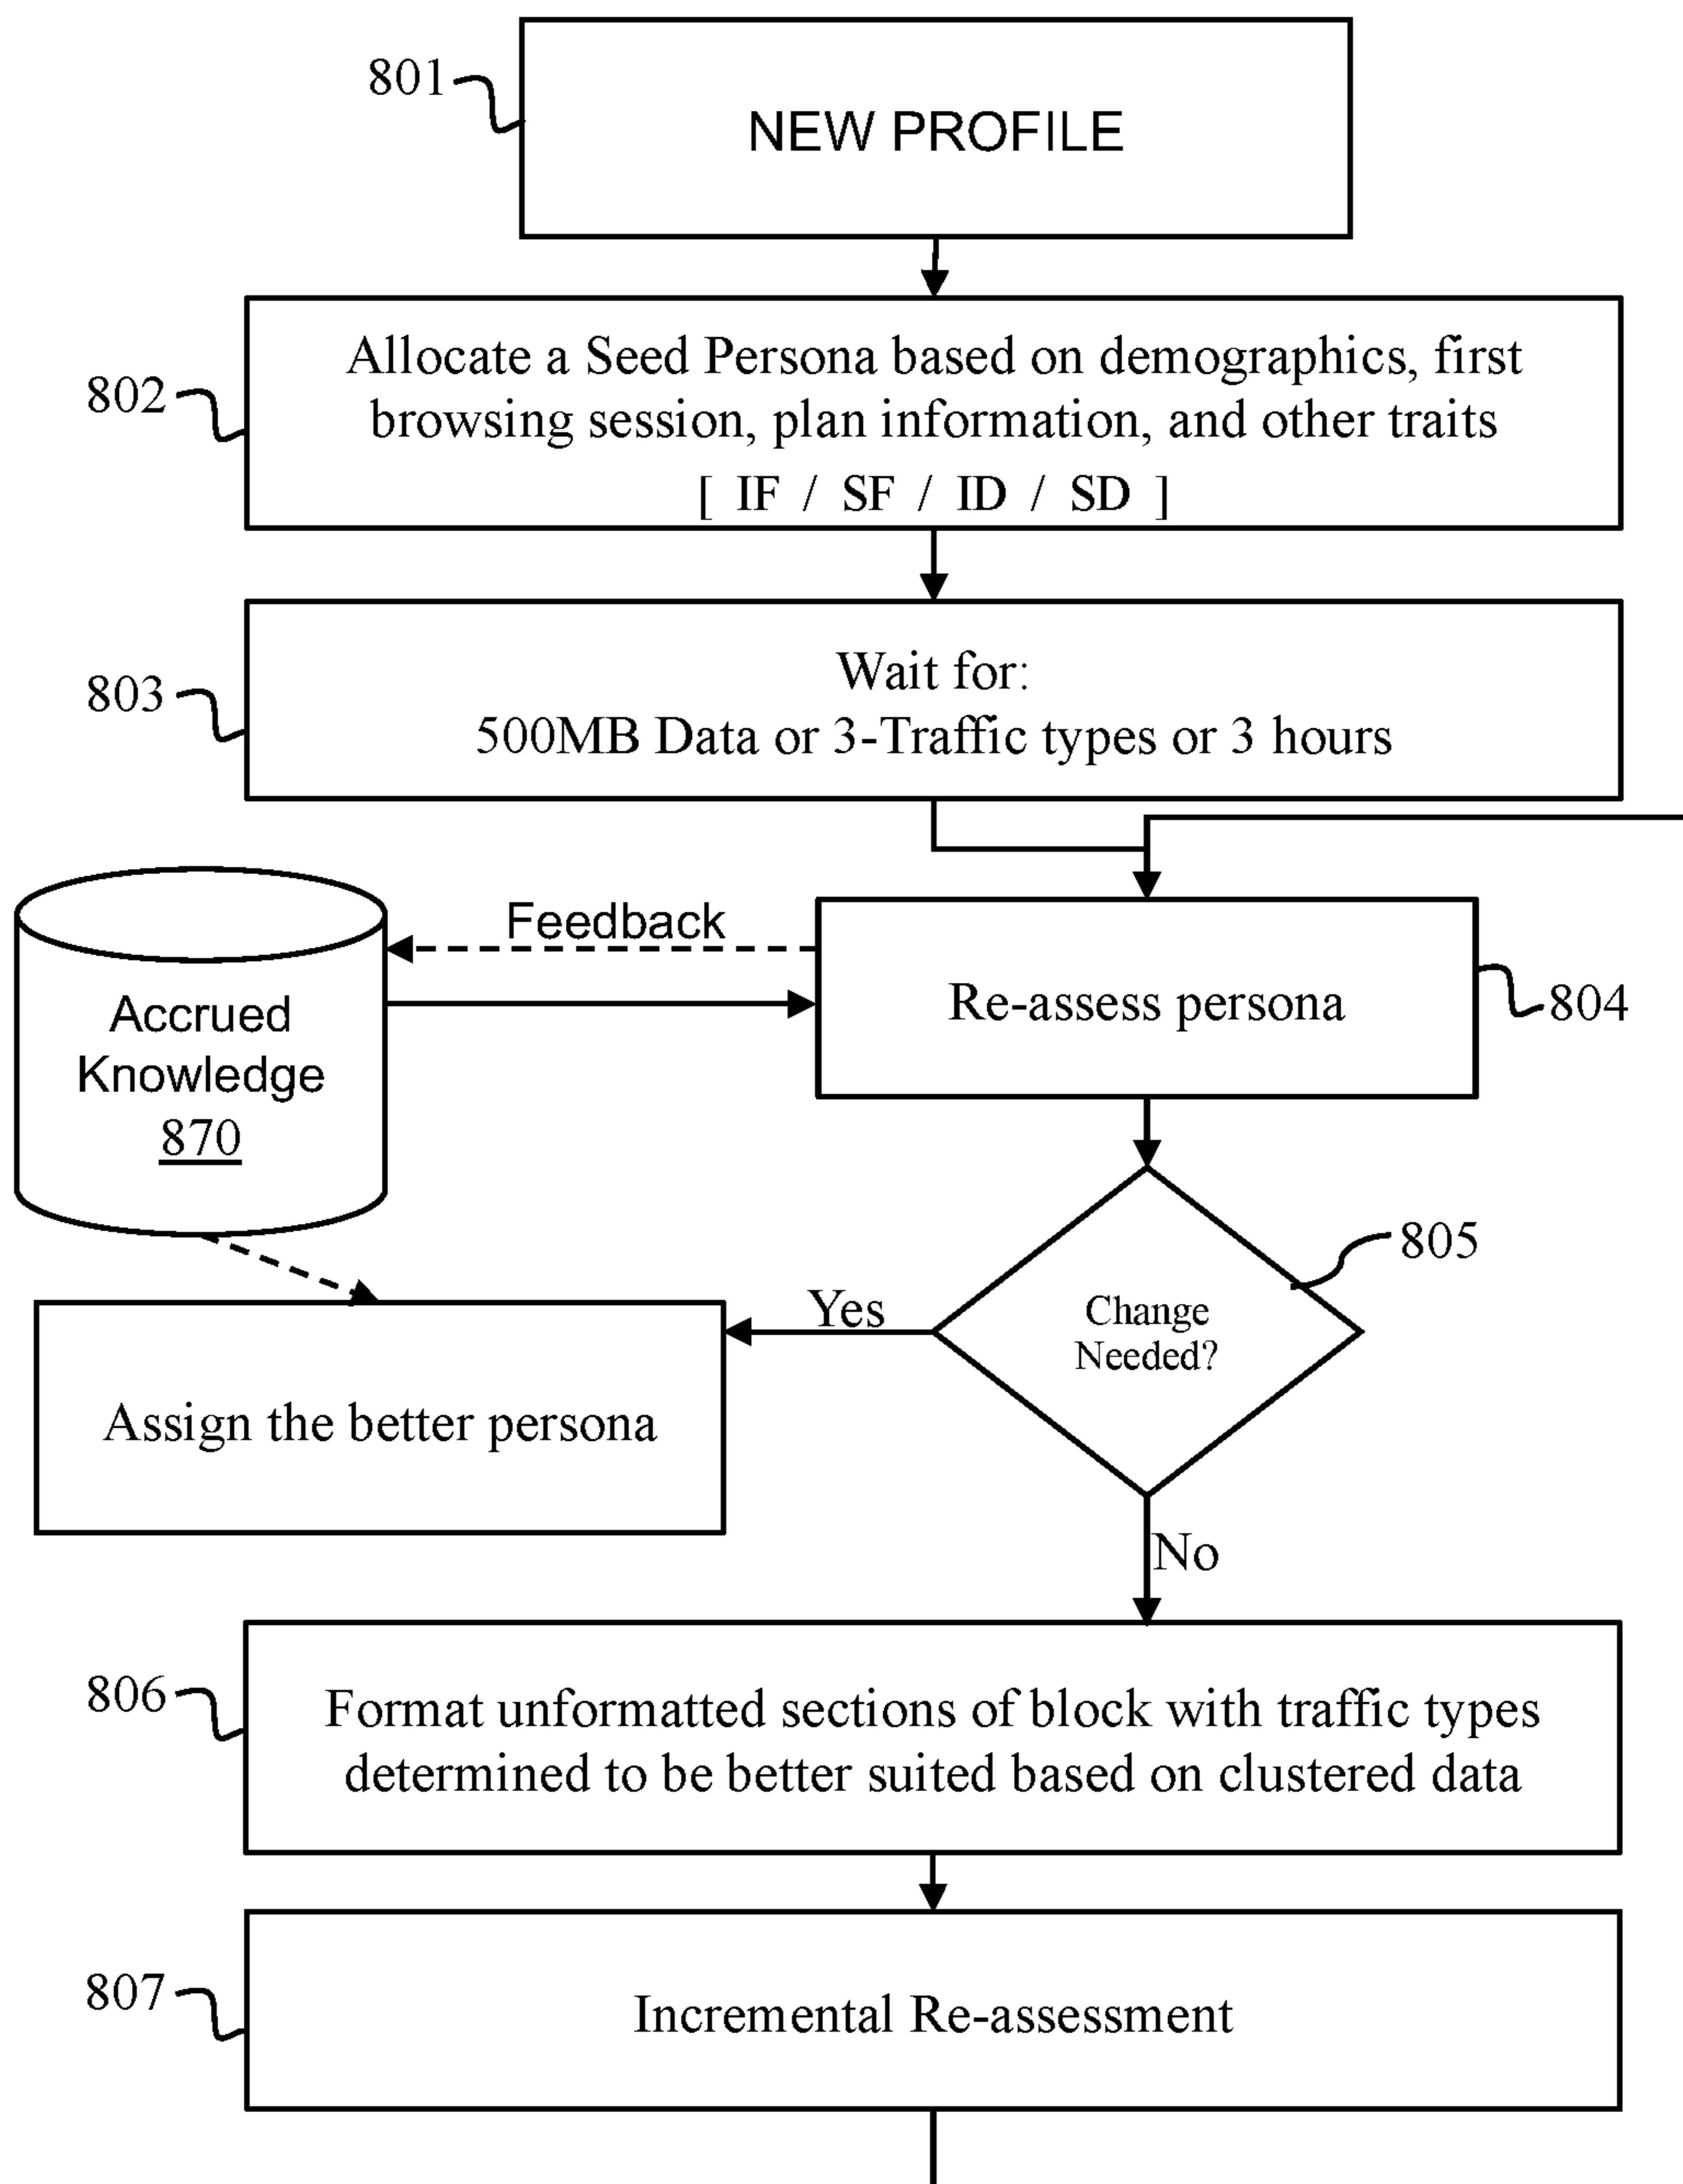 801
NEW PROFILE
802
Allocate a Seed Persona based on demographics, first
browsing session, plan information, and other traits
[ IF / SF / ID / SD ]
803
Wait for:
500MB Data or 3-Traffic types or 3 hours
Feedback
Accrued
Knowledge
870
Re-assess persona
804
805
Change
Needed?
Yes
Assign the better persona
No
806
Format unformatted sections of block with traffic types
determined to be better suited based on clustered data
807
Incremental Re-assessment